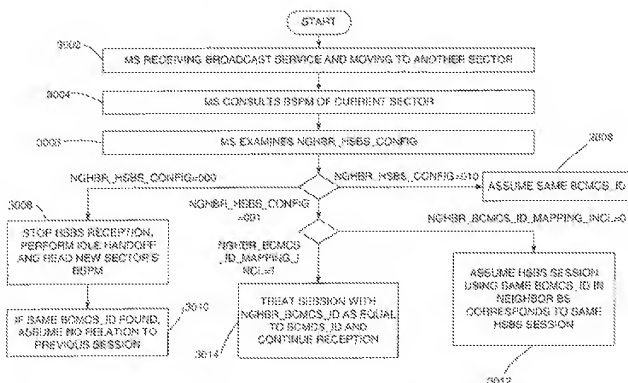 START
3002
MS RECEIVING BROADCAST SERVICE AND MOVING TO ANOTHER SECTOR
3004
MS CONSULTS BSPM OF CURRENT SECTOR
3003
MS EXAMINES NGHBR_HSBS_CONFIG
NGHBR_HSBS_CONFIG=000
NGHBR_HSBS_CONFIG=010
3008
ASSUME SAME BCMCS_ID
3008
STOP HSBS RECEPTION,
PERFORM IDLE HANDOFF
AND READ NEW SECTOR'S
BSPM
NGHBR_HSBS_CONFIG
=001
NGHBR_BCMCS_ID_MAPPING_INCL=0
NGHBR_BCMCS
_ID_MAPPING_I
NCL=1
IF SAME BCMCS_ID FOUND,
ASSUME NO RELATION TO
PREVIOUS SESSION
3010
TREAT SESSION WITH
NGHBR_BCMCS_ID AS EQUAL
TO BCMCS_ID AND
CONTINUE RECEPTION
3014
ASSUME HSBS SESSION
USING SAME BCMCS_ID IN
NEIGHBOR BS
CORRESPONDS TO SAME
HSBS SESSION
3012